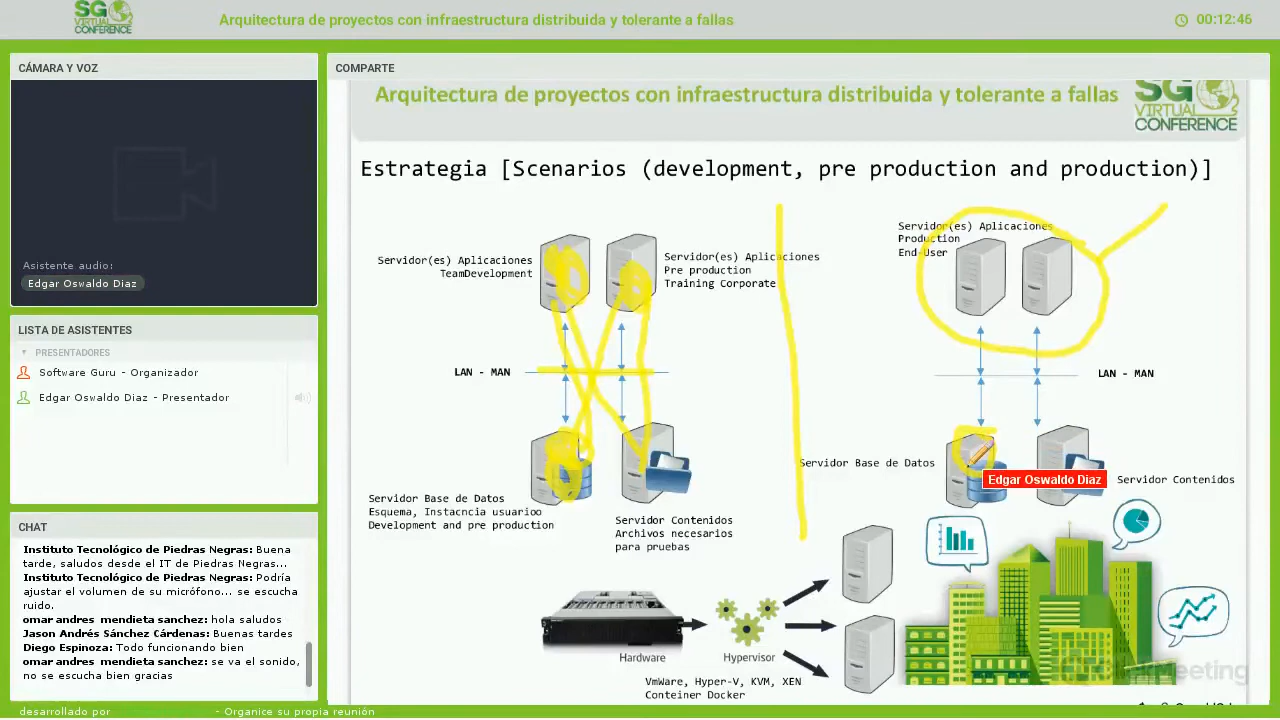 SG
VIRTUAL
CONFERENCE
Arquitectura de proyectos con infraestructura distribuida y tolerante a fallas
00:12:46
CÁMARA Y VOZ
Asistente audio:
Edgar Oswaldo Diaz
LISTA DE ASISTENTES
PRESENTADORES
Software Guru - Organizador
Edgar Oswaldo Diaz - Presentador
CHAT
Instituto Tecnológico de Piedras Negras: Buena
tarde, saludos desde el IT de Piedras Negras...
Instituto Tecnológico de Piedras Negras: Podría
ajustar el volumen de su micrófono... se escucha
ruido.
omar andres mendieta sanchez: hola saludos
Jason Andrés Sánchez Cárdenas: Buenas tardes
Diego Espinoza: Todo funcionando bien
omar andres mendieta sanchez: se va el sonido,
no se escucha bien gracias
COMPARTE
Arquitectura de proyectos con infraestructura distribuida y tolerante a fallas
SG
VIRTUAL
CONFERENCE
Estrategia [Scenarios (development, pre production and production)]
Servidor(es) Aplicaciones
TeamDevelopment
Servidor(es) Aplicaciones
Pre production
Training Corporate
Servidor(es) Aplicaciones
Production
End-User
LAN - MAN
LAN - MAN
Servidor Base de Datos
Esquema, Instacncia usuarioo
Development and pre production
Servidor Contenidos
Archivos necesarios
para pruebas
Servidor Base de Datos
Edgar Oswaldo Diaz
Servidor Contenidos
Hardware
Hypervisor
VmWare, Hyper-V, KVM, XEN
Conteiner Docker
desarrollado por
- Organice su propia reunión